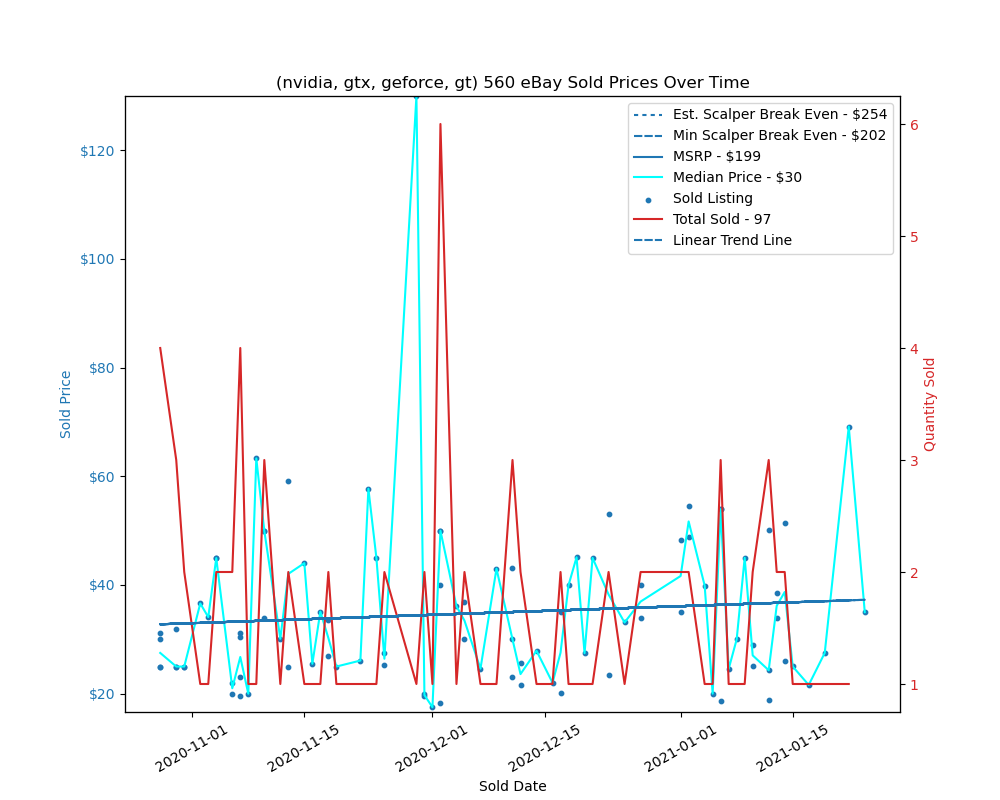 (nvidia, gtx, geforce, gt) 560 eBay Sold Prices Over Time
Est. Scalper Break Even - $254
Min Scalper Break Even - $202
MSRP - $199
Median Price - $30
Sold Listing
Total Sold - 97
Linear Trend Line
Sold Price
$120
$100
$80
$60
$40
$20
6
5
4
3
2
1
Quantity Sold
2020-11-01
2020-11-15
2020-12-01
2020-12-15
2021-01-01
2021-01-15
Sold Date